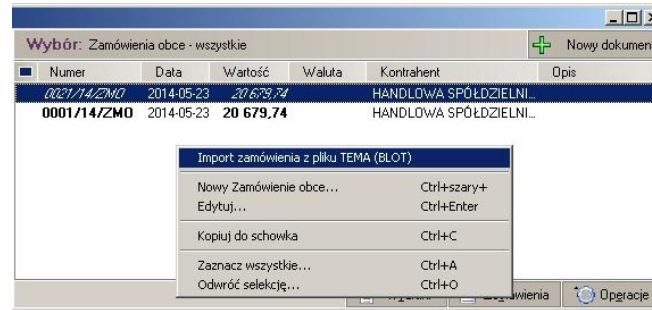 Wybór: Zamówienia obce - wszystkie
Nowy dokumen
Numer Data Wartość Waluta Kontrahent Opis
0021/14/ZMO 2014-05-23 20 679,74 HANDLOWA SPÓŁDZIELNI...
0001/14/ZMO 2014-05-23 20 679,74 HANDLOWA SPÓŁDZIELNI...
Import zamówienia z pliku TEMA (BLOT)
Nowy Zamówienie obce... Ctrl+szary+
Edytuj... Ctrl+Enter
Kopiuj do schowka Ctrl+C
Zaznacz wszystkie... Ctrl+A
Odwróć selekcję... Ctrl+O
Operacje